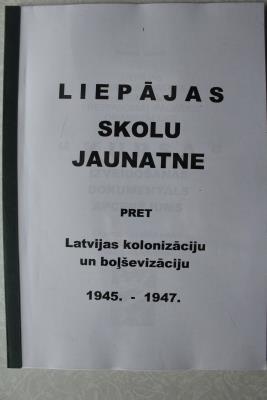 LIEPĀJAS
SKOLU
JAUNATNE
PRET
Latvijas kolonizāciju
un boļševizāciju
1945. - 1947.